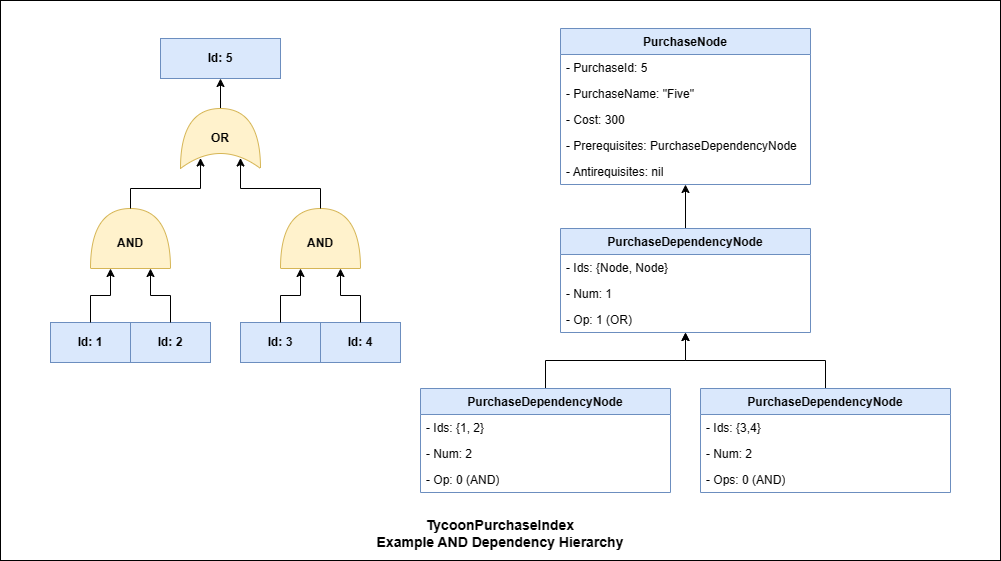 Id: 5
OR
AND
AND
Id: 1
Id: 2
Id: 3
Id: 4
PurchaseNode
- PurchaseId: 5
- PurchaseName: "Five"
- Cost: 300
- Prerequisites: PurchaseDependencyNode
- Antirequisites: nil
PurchaseDependencyNode
- Ids: {Node, Node}
- Num: 1
- Op: 1 (OR)
PurchaseDependencyNode
- Ids: {1, 2}
- Num: 2
- Op: 0 (AND)
PurchaseDependencyNode
- Ids: {3,4}
- Num: 2
- Ops: 0 (AND)
TycoonPurchaseIndex
Example AND Dependency Hierarchy